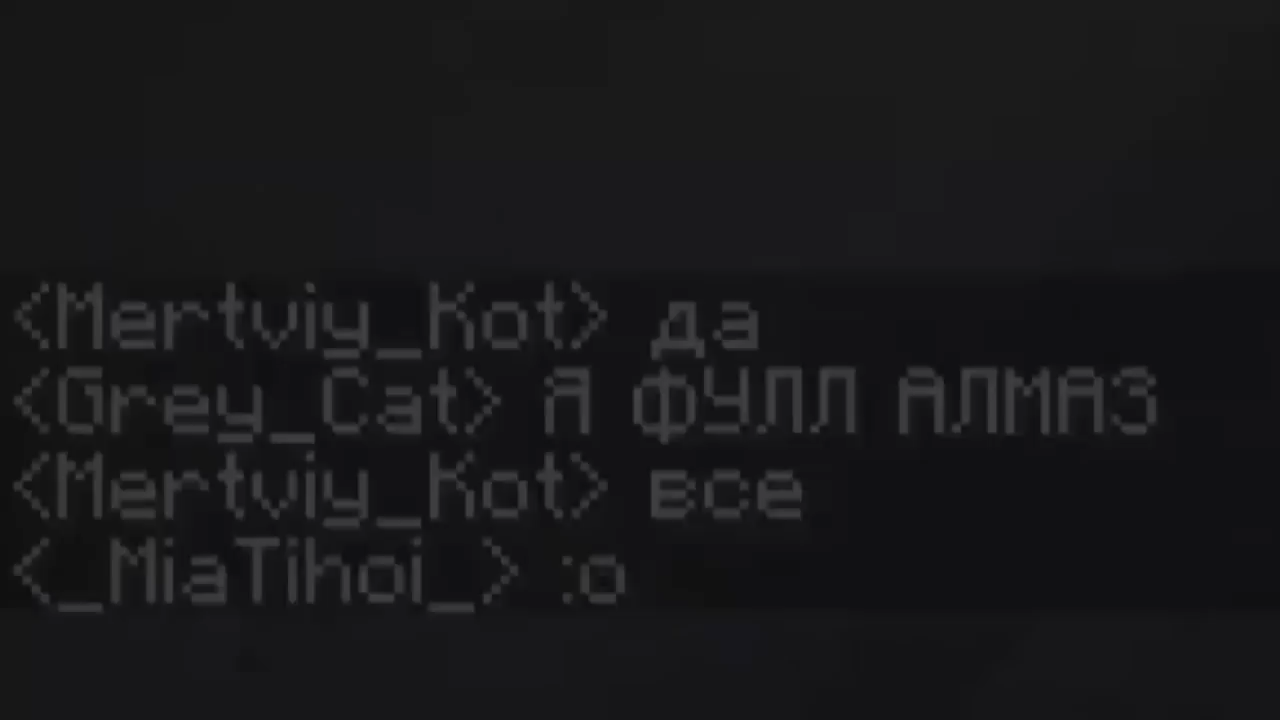 <Mertviy_Kot> да
<Grey_Cat> Я ФУЛЛ АЛМАЗ
<Mertviy_Kot> все
<_MiaTihoi_> :o